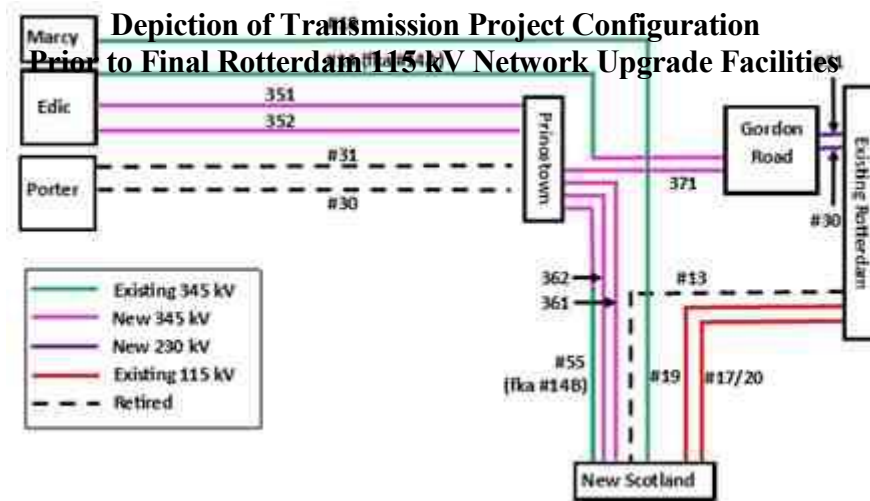 Depiction of Transmission Project Configuration
Prior to Final Rotterdam 115 kV Network Upgrade Facilities
Marcy
Edic
351
352
Porter
#31
#30
Princetown
Gordon
Road
371
#30
Existing Rotterdam
362
361
#13
#55
(fka #14B)
#19
#17/20
New Scotland
Existing 345 kV
New 345 kV
New 230 kV
Existing 115 kV
Retired